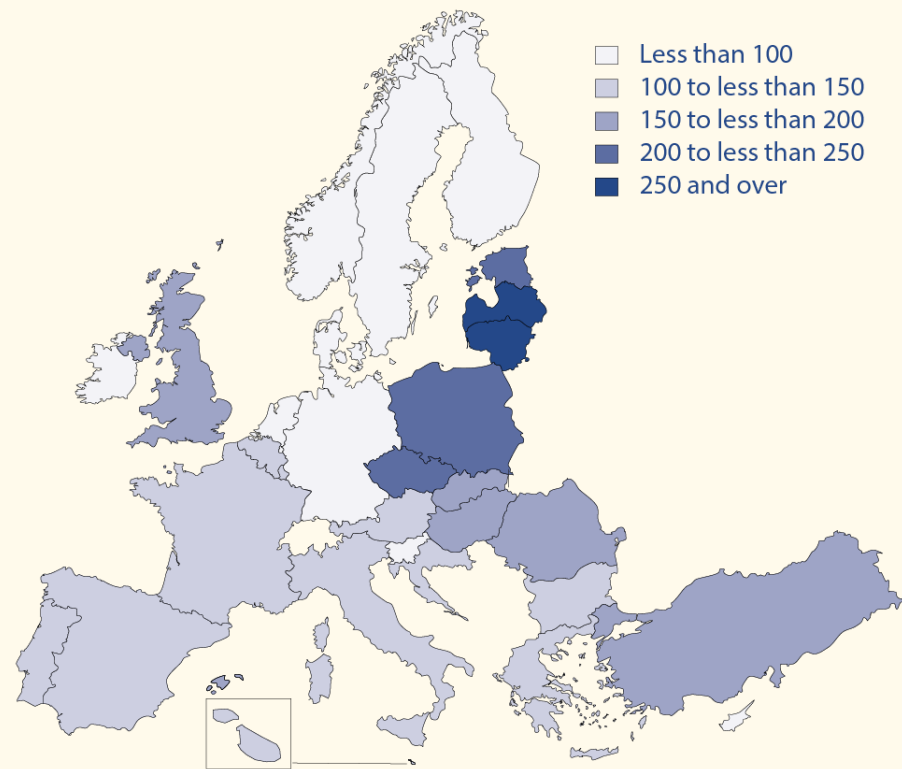 Less than 100
100 to less than 150
150 to less than 200
200 to less than 250
250 and over